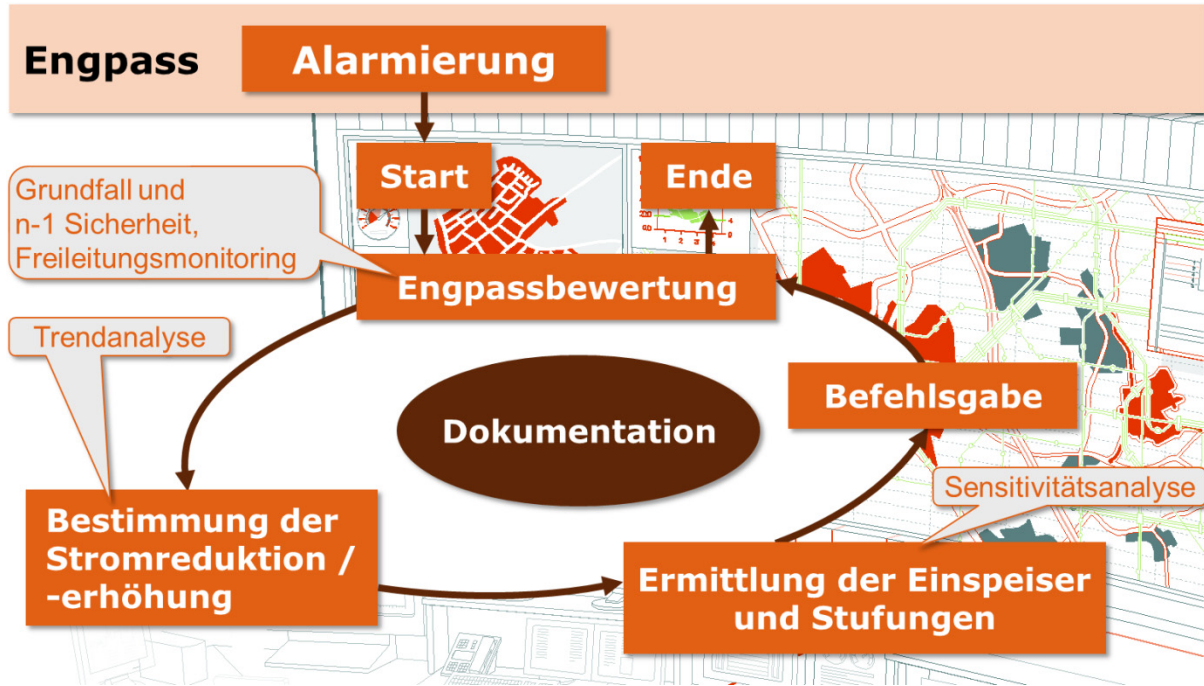 Engpass
Alarmierung
Start
Ende
Grundfall und
n-1 Sicherheit,
Freileitungsmonitoring
Engpassbewertung
Trendanalyse
Befehlsgabe
Dokumentation
Sensitivitätsanalyse
Bestimmung der
Stromreduktion /
-erhöhung
Ermittlung der Einspeiser
und Stufungen